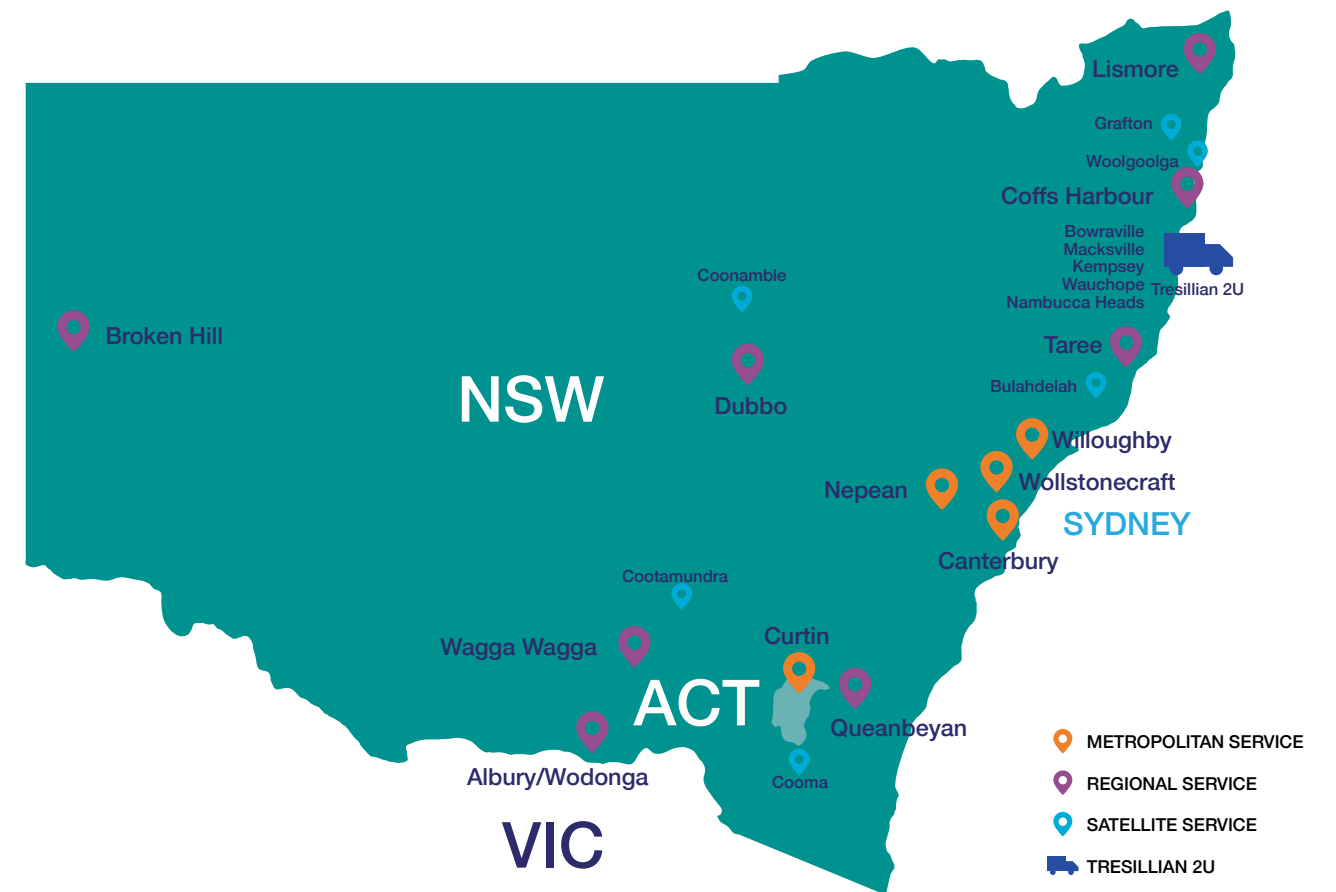 Lismore
Grafton
Woolgoolga
Coffs Harbour
Bowraville
Macksville
Kempsey
Wauchope
Nambucca Heads
Tresillian 2U
Coonamble
Broken Hill
Taree
NSW
Dubbo
Bulahdelah
Willoughby
Nepean
Wollstonecraft
SYDNEY
Canterbury
Cootamundra
Curtin
Wagga Wagga
ACT
Queanbeyan
Albury/Wodonga
Cooma
VIC
METROPOLITAN SERVICE
REGIONAL SERVICE
SATELLITE SERVICE
TRESILLIAN 2U